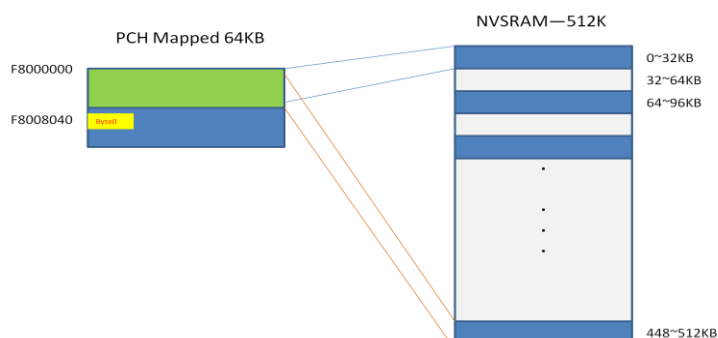 PCH Mapped 64KB
NVSRAM—512K
F8000000
F8008040
Byte0
0~32KB
32~64KB
64~96KB
448~512KB